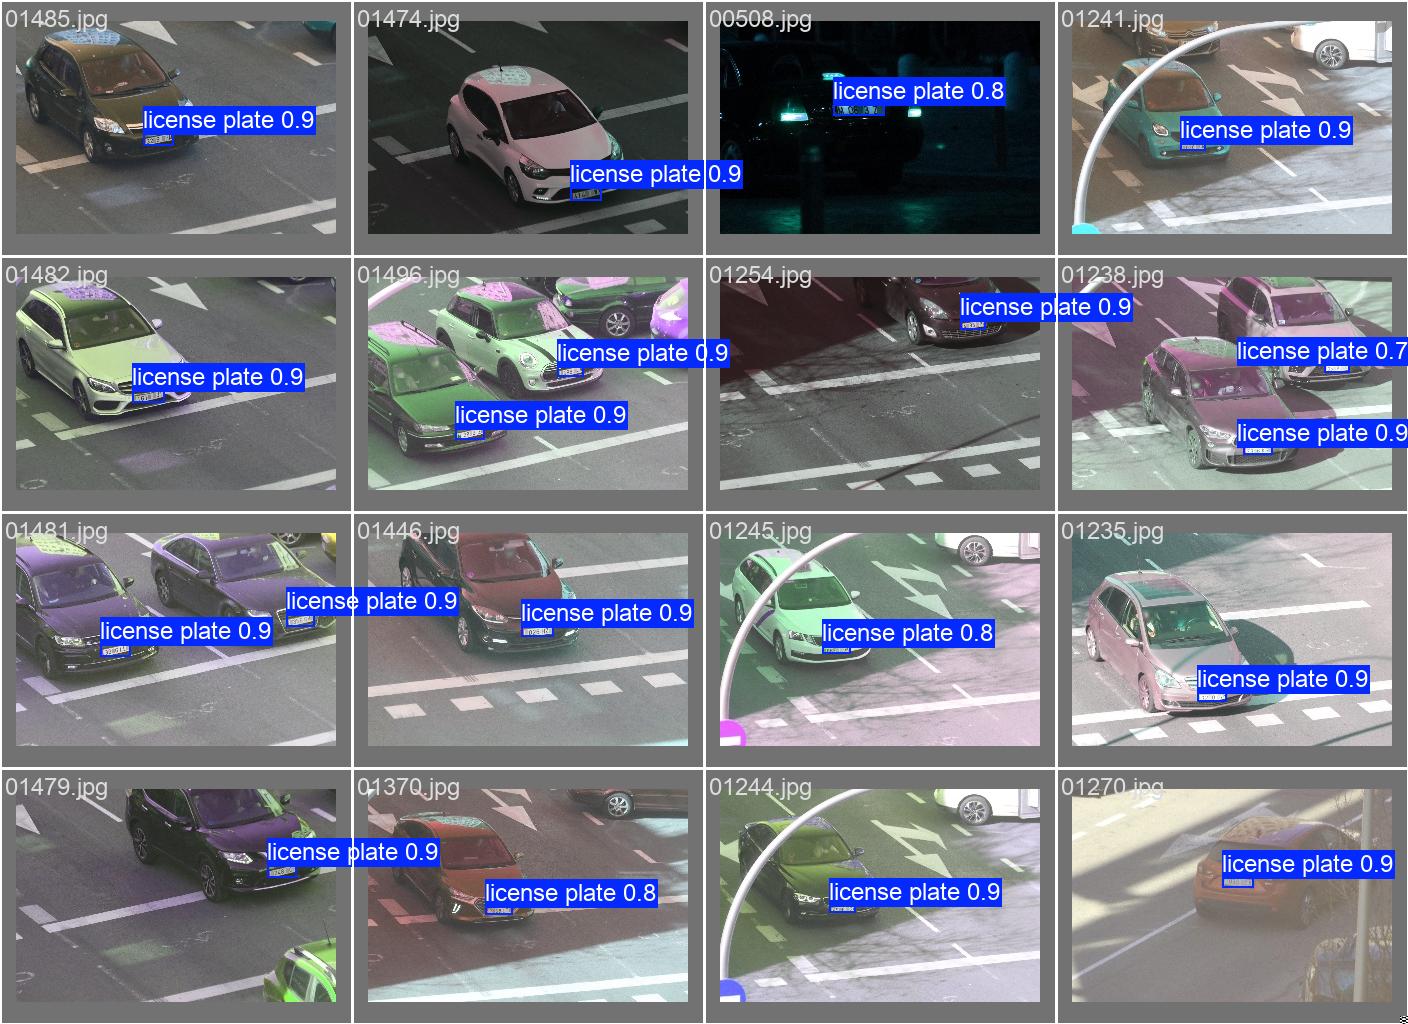 01485.jpg
license plate 0.9
01474.jpg
license plate 0.9
00508.jpg
license plate 0.8
01241.jpg
license plate 0.9
01482.jpg
license plate 0.9
01496.jpg
license plate 0.9
license plate 0.9
01254.jpg
license plate 0.9
01238.jpg
license plate 0.7
license plate 0.9
01481.jpg
license plate 0.9
license plate 0.9
01446.jpg
license plate 0.9
01245.jpg
license plate 0.8
01235.jpg
license plate 0.9
01479.jpg
license plate 0.9
01370.jpg
license plate 0.8
01244.jpg
license plate 0.9
01270.jpg
license plate 0.9